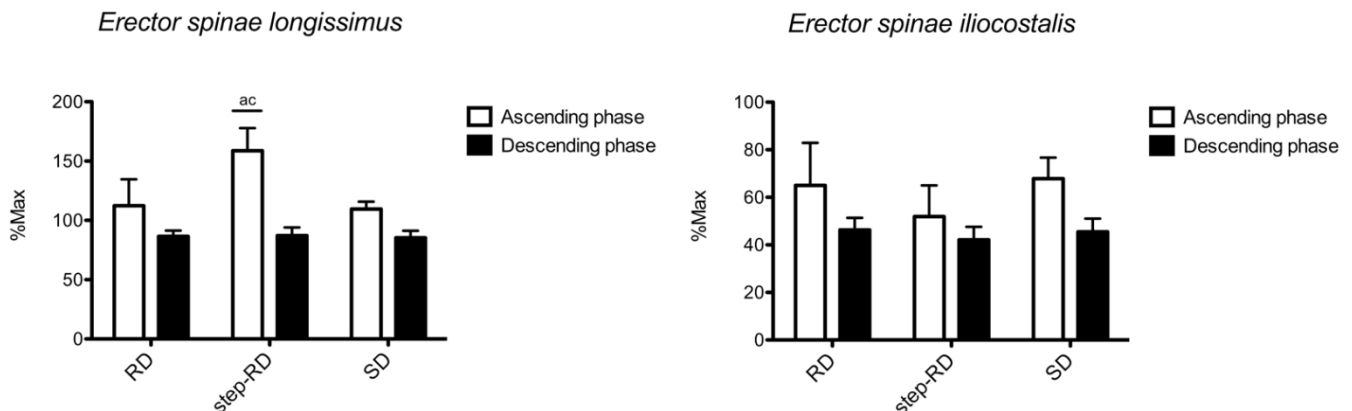 Erector spinae longissimus
200
150
100
50
0
%Max
ac
RD
step-RD
SD
Ascending phase
Descending phase
Erector spinae iliocostalis
100
80
60
40
20
0
%Max
RD
step-RD
SD
Ascending phase
Descending phase